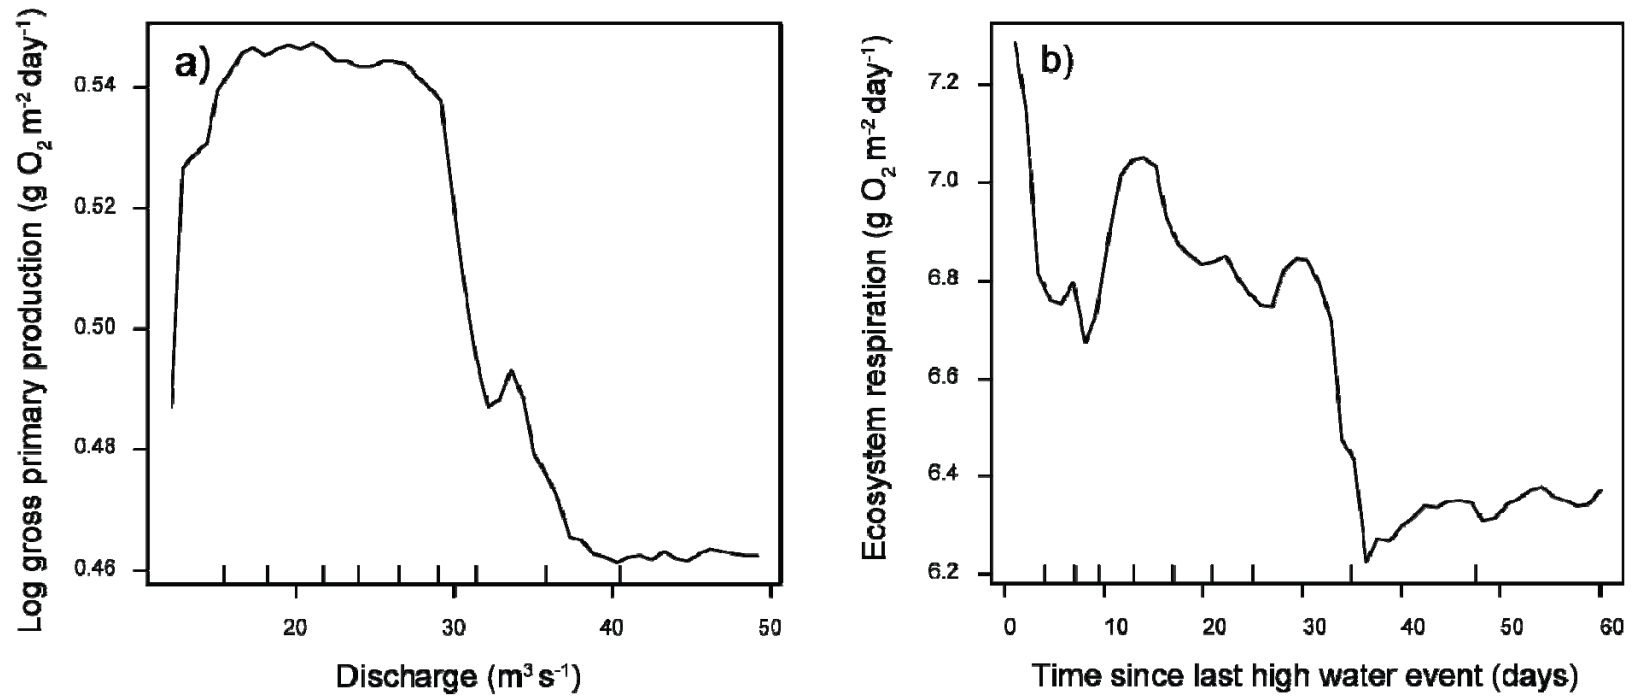 a)
Log gross primary production (g O2 m-2 day-1)
0.54
0.52
0.50
0.48
0.46
20 30 40 50
Discharge (m3 s-1)
b)
Ecosystem respiration (g O2 m-2 day-1)
7.2
7.0
6.8
6.6
6.4
6.2
0 10 20 30 40 50 60
Time since last high water event (days)